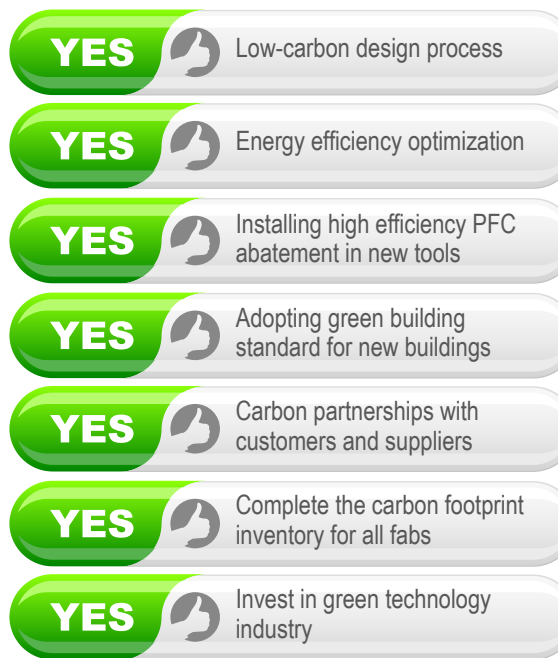 YES
Low-carbon design process
YES
Energy efficiency optimization
YES
Installing high efficiency PFC
abatement in new tools
YES
Adopting green building
standard for new buildings
YES
Carbon partnerships with
customers and suppliers
YES
Complete the carbon footprint
inventory for all fabs
YES
Invest in green technology
industry